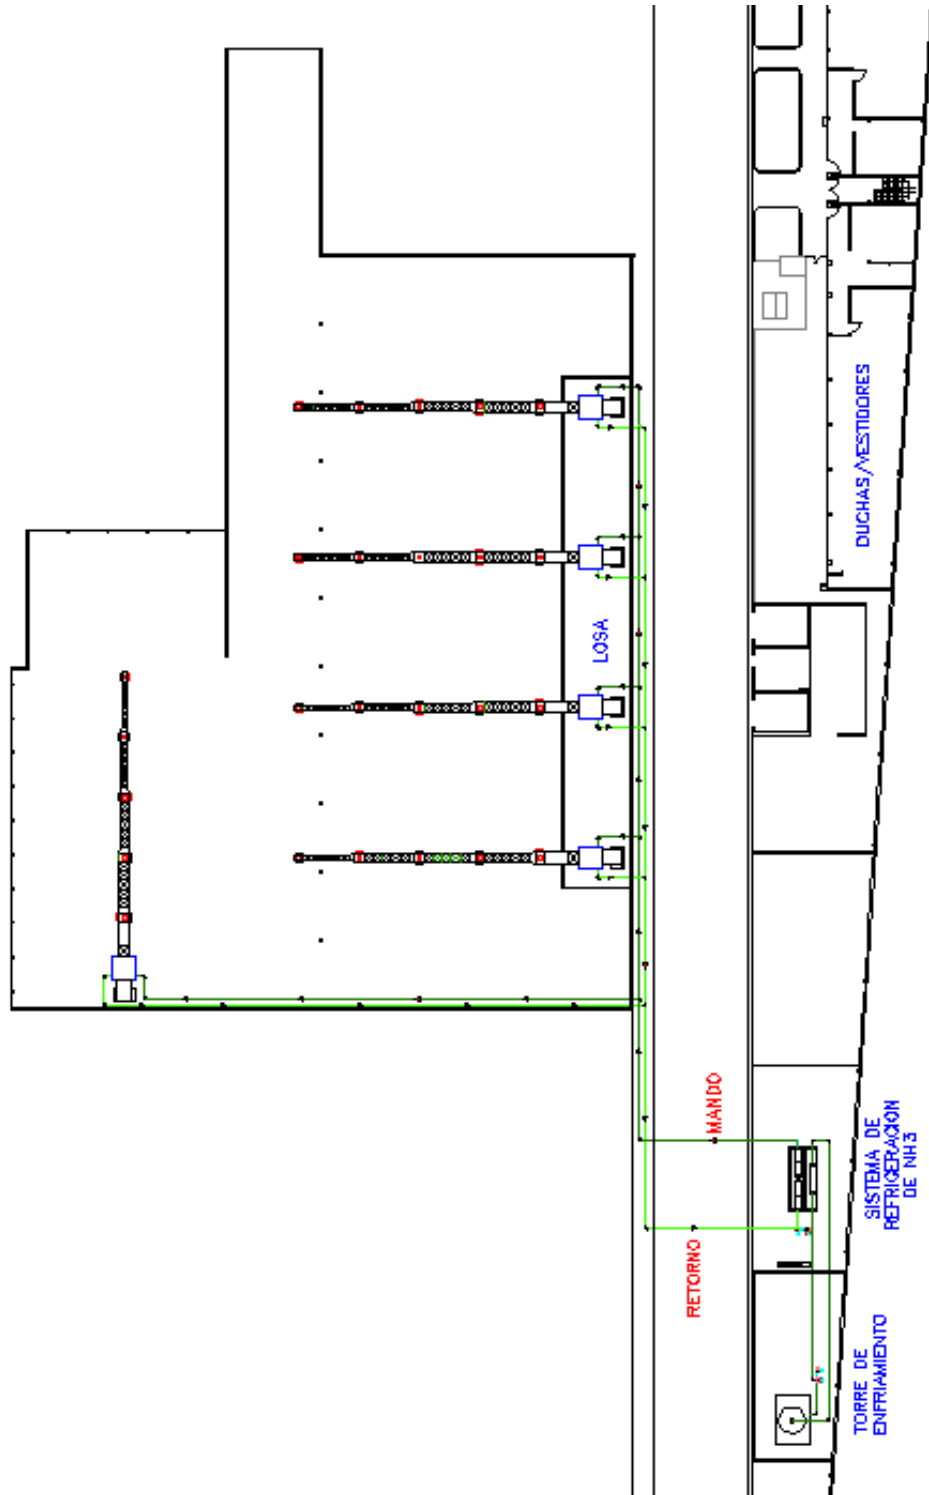 DUCHAS/VESTIDORES
LOSA
MANDO
SISTEMA DE
REFRIGERACION
DE NH3
RETORNO
TORRE DE
ENFRIAMIENTO